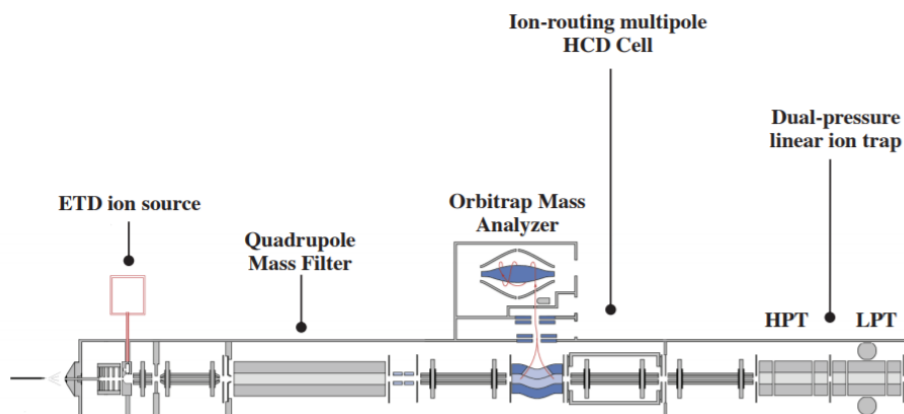 Ion-routing multipole
HCD Cell
Dual-pressure
linear ion trap
ETD ion source
Orbitrap Mass
Analyzer
Quadrupole
Mass Filter
HPT
LPT